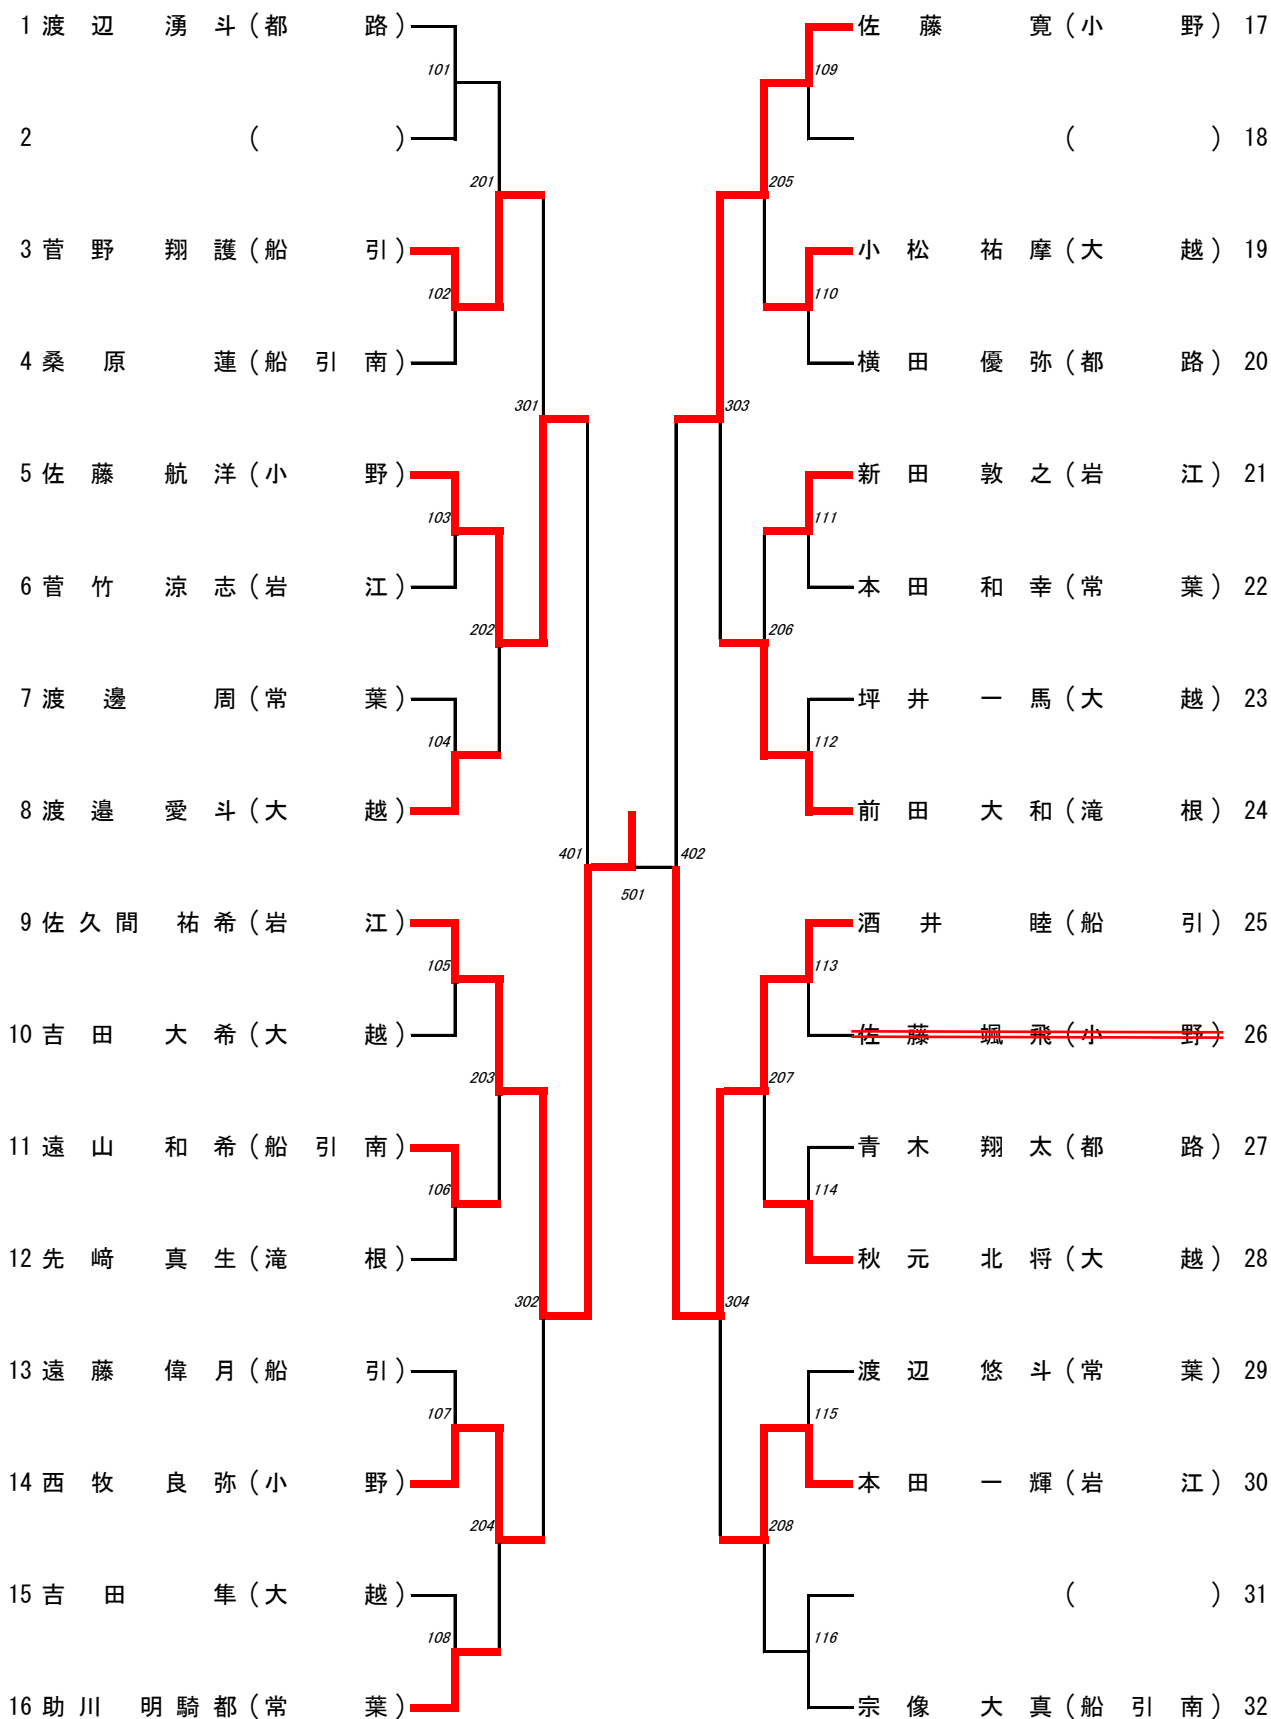 1 渡辺 湧斗(都路)
佐藤 寛(小野) 17
101
109
2 ( )
( ) 18
201
205
3 菅野 翔護(船引)
小松 祐摩(大越) 19
102
110
4 桑原 蓮(船引南)
横田 優弥(都路) 20
301
303
5 佐藤 航洋(小野)
新田 敦之(岩江) 21
103
111
6 菅竹 涼志(岩江)
本田 和幸(常葉) 22
202
206
7 渡邊 周(常葉)
坪井 一馬(大越) 23
104
112
8 渡邉 愛斗(大越)
前田 大和(滝根) 24
401
402
501
9 佐久間 祐希(岩江)
酒井 睦(船引) 25
105
113
10 吉田 大希(大越)
佐藤 颯飛(小野) 26
203
207
11 遠山 和希(船引南)
青木 翔太(都路) 27
106
114
12 先﨑 真生(滝根)
秋元 北将(大越) 28
302
304
13 遠藤 偉月(船引)
渡辺 悠斗(常葉) 29
107
115
14 西牧 良弥(小野)
本田 一輝(岩江) 30
204
208
15 吉田 隼(大越)
( ) 31
108
116
16 助川 明騎都(常葉)
宗像 大真(船引南) 32